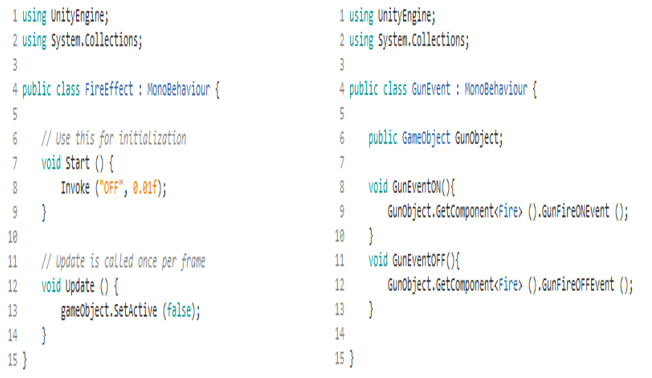 1 using UnityEngine;
2 using System.Collections;
3
4 public class FireEffect : MonoBehaviour {
5
6     // Use this for initialization
7     void Start () {
8         Invoke ("OFF", 0.01f);
9     }
10
11     // Update is called once per frame
12     void Update () {
13         gameObject.SetActive (false);
14     }
15 }
1 using UnityEngine;
2 using System.Collections;
3
4 public class GunEvent : MonoBehaviour {
5
6     public GameObject GunObject;
7
8     void GunEventON(){
9         GunObject.GetComponent<Fire> ().GunFireONEvent ();
10     }
11     void GunEventOFF(){
12         GunObject.GetComponent<Fire> ().GunFireOFFEvent ();
13     }
14
15 }